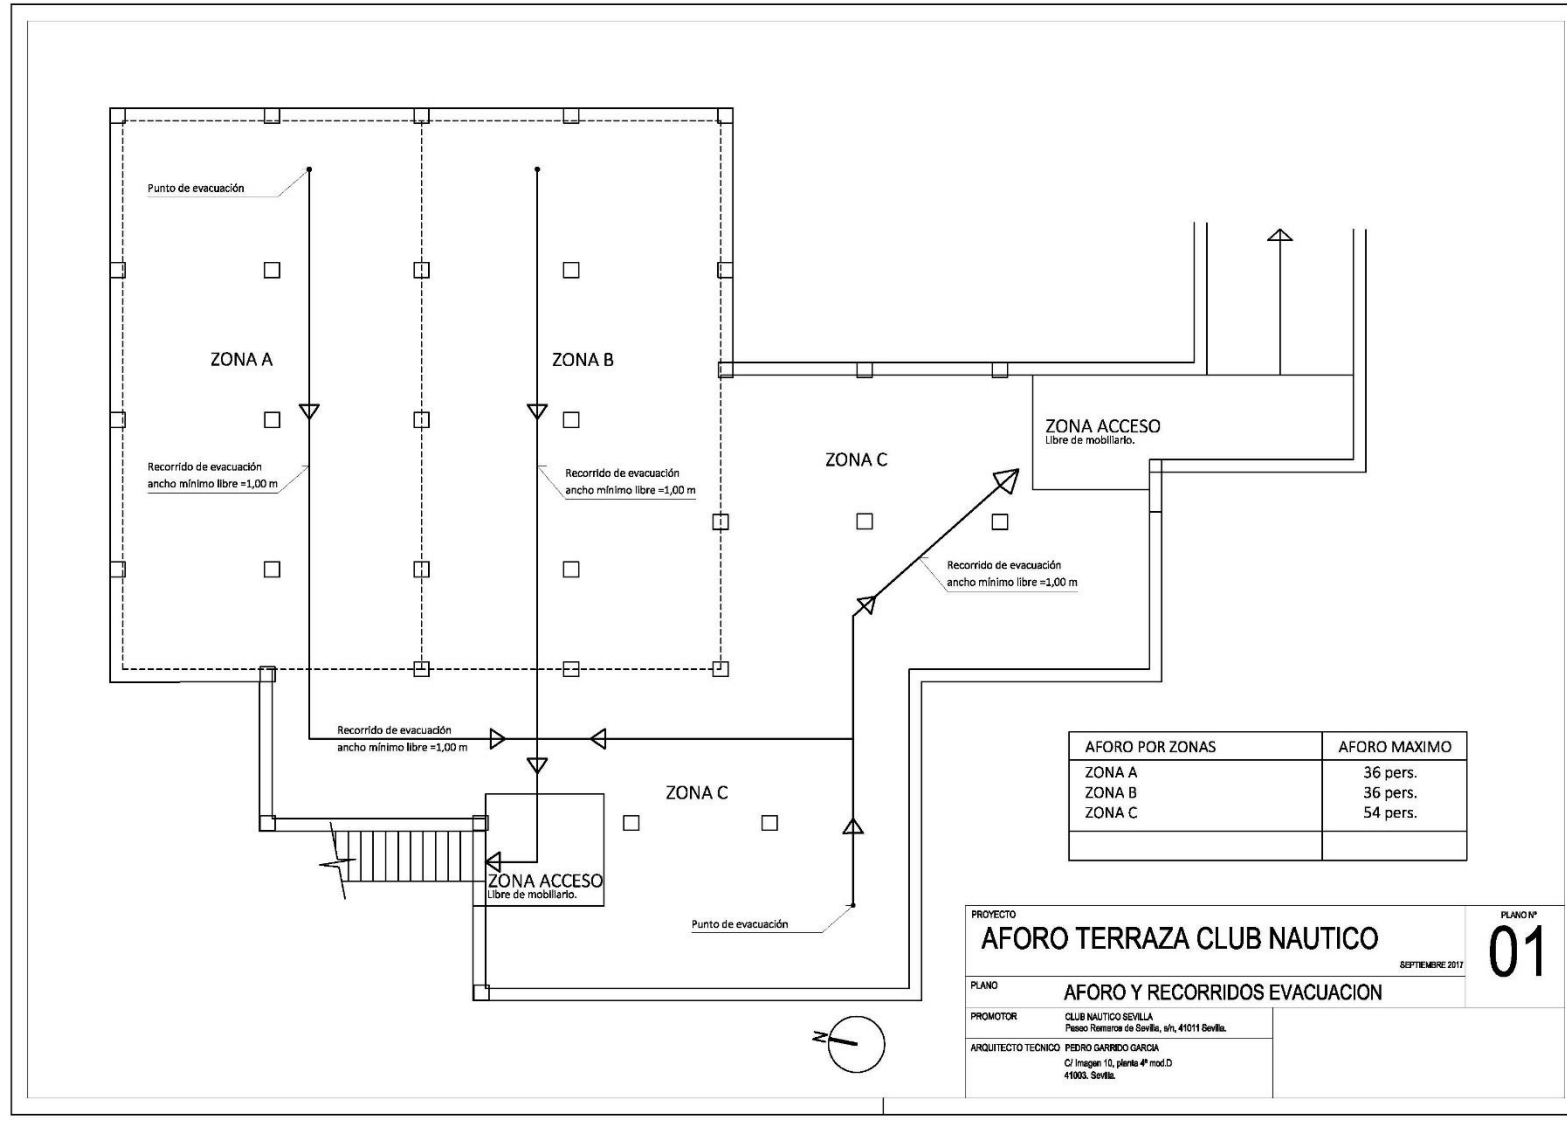 Punto de evacuación
ZONA A
ZONA B
Recorrido de evacuación
ancho mínimo libre =1,00 m
Recorrido de evacuación
ancho mínimo libre =1,00 m
ZONA C
ZONA ACCESO
Libre de mobiliario.
Recorrido de evacuación
ancho mínimo libre =1,00 m
Recorrido de evacuación
ancho mínimo libre =1,00 m
ZONA C
ZONA ACCESO
Libre de mobiliario.
Punto de evacuación
N
AFORO POR ZONAS AFORO MAXIMO
ZONA A 36 pers.
ZONA B 36 pers.
ZONA C 54 pers.
PROYECTO
AFORO TERRAZA CLUB NAUTICO
SEPTIEMBRE 2017
PLANO Nº
01
PLANO AFORO Y RECORRIDOS EVACUACION
PROMOTOR CLUB NAUTICO SEVILLA
Paseo Remeros de Sevilla, s/n, 41011 Sevilla.
ARQUITECTO TECNICO PEDRO GARRIDO GARCIA
C/ Imagen 10, planta 4ª mod.D
41003. Sevilla.